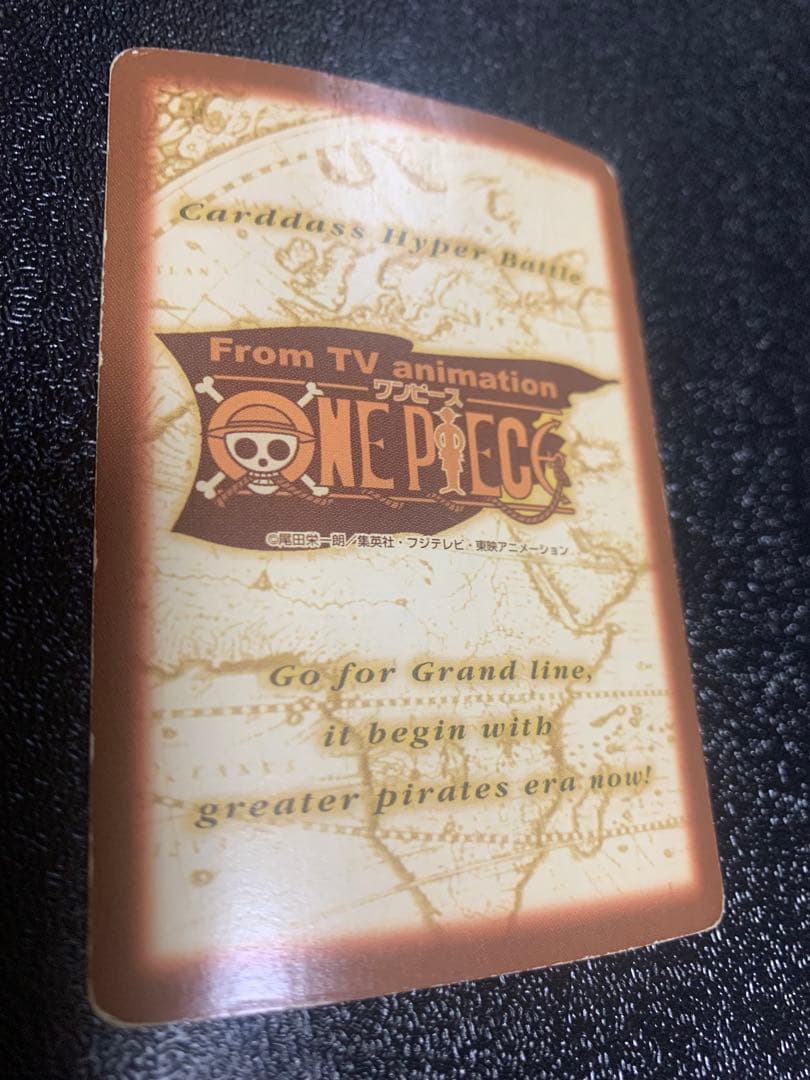 Carddass Hyper Battle
From TV animation
ワンピース
ONE PIECE
©尾田栄一郎／集英社・フジテレビ・東映アニメーション
Go for Grand line,
it begin with
greater pirates era now!